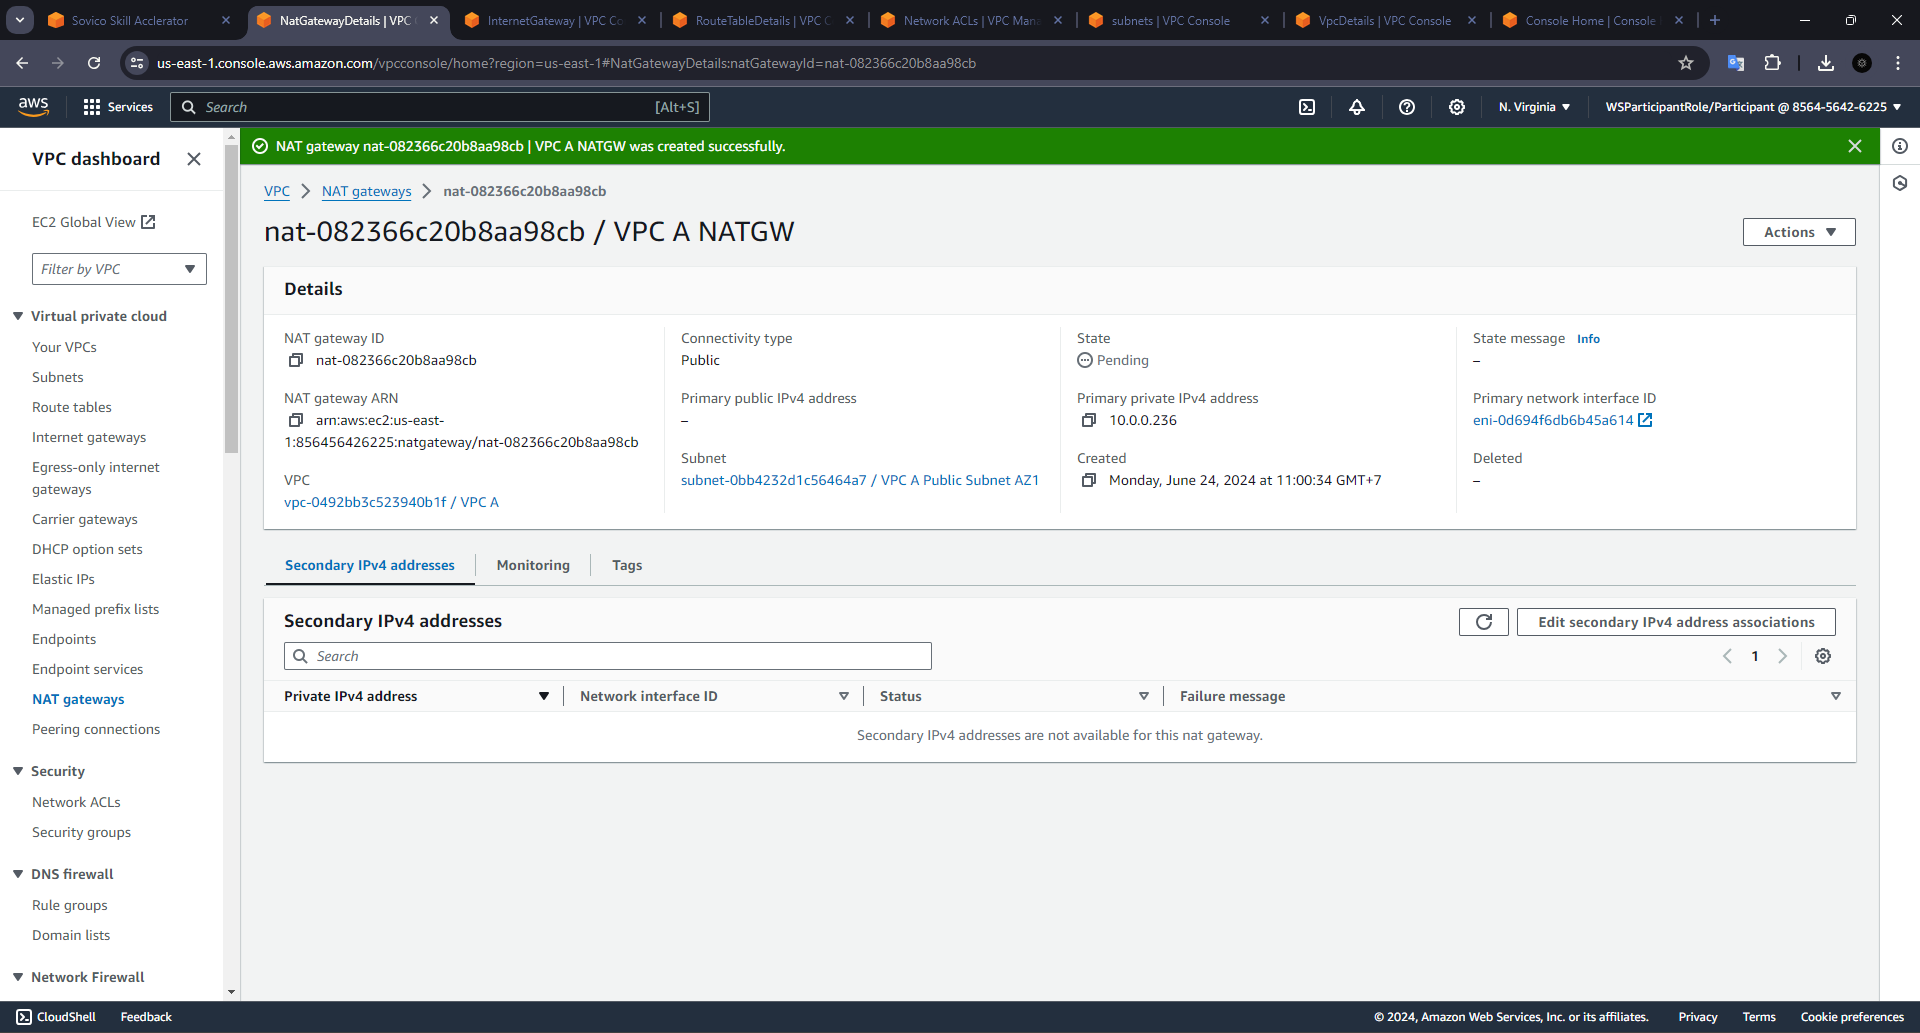 Sovico Skill Acclerator
NatGatewayDetails | VPC
InternetGateway | VPC Co
RouteTableDetails | VPC C
Network ACLs | VPC Mana
subnets | VPC Console
VpcDetails | VPC Console
Console Home | Console
us-east-1.console.aws.amazon.com/vpcconsole/home?region=us-east-1#NatGatewayDetails:natGatewayId=nat-082366c20b8aa98cb
aws
Services
Search
[Alt+S]
N. Virginia
WSParticipantRole/Participant @ 8564-5642-6225
VPC dashboard
EC2 Global View
Filter by VPC
Virtual private cloud
Your VPCs
Subnets
Route tables
Internet gateways
Egress-only internet
gateways
Carrier gateways
DHCP option sets
Elastic IPs
Managed prefix lists
Endpoints
Endpoint services
NAT gateways
Peering connections
Security
Network ACLs
Security groups
DNS firewall
Rule groups
Domain lists
Network Firewall
NAT gateway nat-082366c20b8aa98cb | VPC A NATGW was created successfully.
VPC
NAT gateways
nat-082366c20b8aa98cb
nat-082366c20b8aa98cb / VPC A NATGW
Actions
Details
NAT gateway ID
nat-082366c20b8aa98cb
NAT gateway ARN
arn:aws:ec2:us-east-
1:856456426225:natgateway/nat-082366c20b8aa98cb
VPC
vpc-0492bb3c523940b1f / VPC A
Connectivity type
Public
Primary public IPv4 address
–
Subnet
subnet-0bb4232d1c56464a7 / VPC A Public Subnet AZ1
State
Pending
Primary private IPv4 address
10.0.0.236
Created
Monday, June 24, 2024 at 11:00:34 GMT+7
State message Info
–
Primary network interface ID
eni-0d694f6db6b45a614
Deleted
–
Secondary IPv4 addresses
Monitoring
Tags
Secondary IPv4 addresses
Edit secondary IPv4 address associations
Search
1
Private IPv4 address
Network interface ID
Status
Failure message
Secondary IPv4 addresses are not available for this nat gateway.
CloudShell
Feedback
© 2024, Amazon Web Services, Inc. or its affiliates.
Privacy
Terms
Cookie preferences